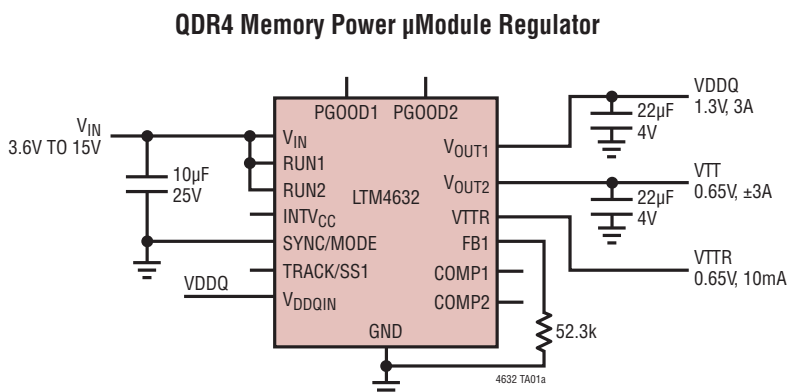 QDR4 Memory Power µModule Regulator
PGOOD1 PGOOD2
VIN
3.6V TO 15V
10µF
25V
VDDQ
VIN
RUN1
RUN2
INTVCC
SYNC/MODE
TRACK/SS1
VDDQIN
LTM4632
GND
VOUT1
VOUT2
VTTR
FB1
COMP1
COMP2
22µF
4V
VDDQ
1.3V, 3A
22µF
4V
VTT
0.65V, ±3A
VTTR
0.65V, 10mA
52.3k
4632 TA01a